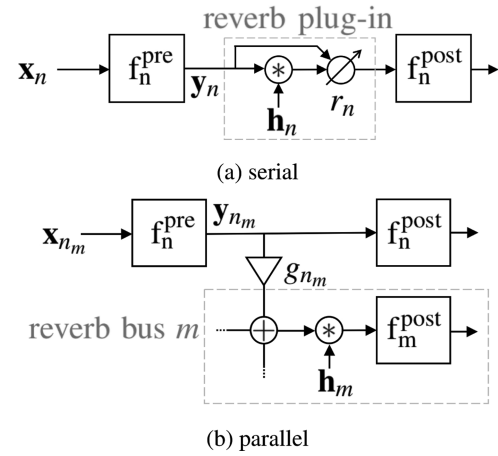 reverb plug-in
x_n f_n^pre y_n * h_n r_n f_n^post
(a) serial
x_{n_m} f_n^pre y_{n_m} f_n^post
g_{n_m}
reverb bus m + * h_m f_m^post
(b) parallel